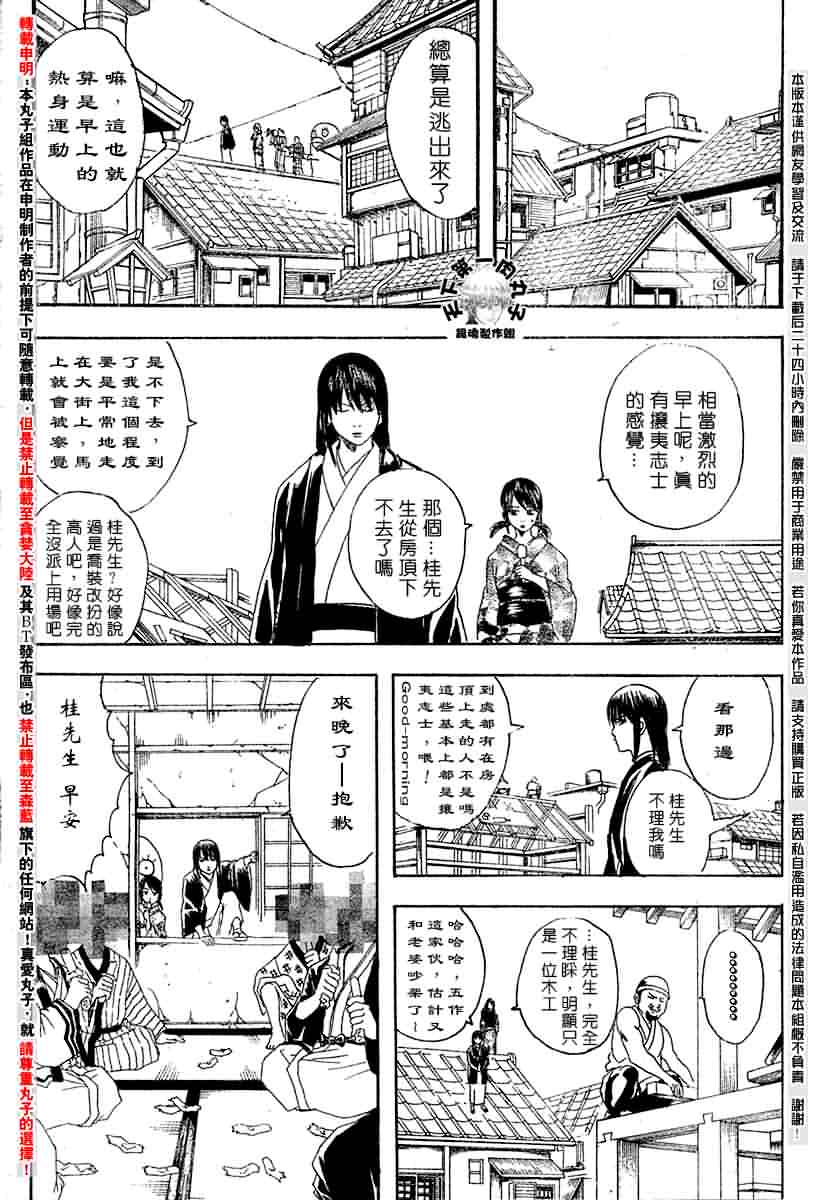 總算是逃出來了
嘛，這也就
算是早上的
熱身運動
天下第一肉丸子
相當激烈的
早上呢，真
有攘夷志士
的感覺…
那個…桂先
生從房頂下
不去了嗎
是不下去，到
了我這個程度
要是平常地走
在大街上，馬
上就會被察覺
桂先生？好像說
過是喬裝改扮的
高人吧，好像完
全沒派上用場吧
看那邊
桂先生
不理我嗎
到處都有在房
頂上走的人不是嗎
這些基本上都是攘
夷志士，喂！
Good-morning
………
…桂先生，完全
不理睬，明顯只
是一位木工
哈哈哈，五作
這家伙，估計又
和老婆吵架了～
來晚了－抱歉
桂先生 早安
轉載申明：本丸子組作品在申明制作者的前提下可隨意轉載．但是禁止轉載至貪婪大陸及其BT發布區．也禁止轉載至森藍旗下的任何網站！真愛丸子．就請尊重丸子的選擇！
本版本僅供網友學習及交流 請于下載后二十四小時內刪除 嚴禁用于商業用途 若你真愛本作品 請支持購買正版 若因私自濫用造成的法律問題本組概不負責 謝謝！